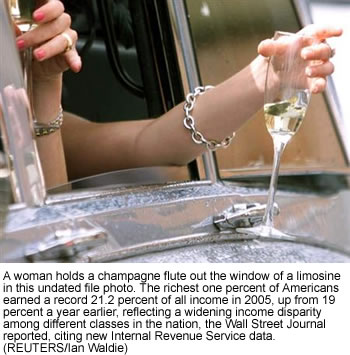 A woman holds a champagne flute out the window of a limosine
in this undated file photo. The richest one percent of Americans
earned a record 21.2 percent of all income in 2005, up from 19
percent a year earlier, reflecting a widening income disparity
among different classes in the nation, the Wall Street Journal
reported, citing new Internal Revenue Service data.
(REUTERS/Ian Waldie)